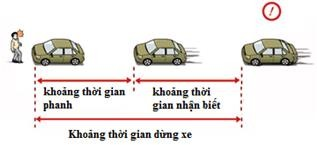 khoảng thời gian
phanh
khoảng thời
gian nhận biết
Khoảng thời gian dừng xe